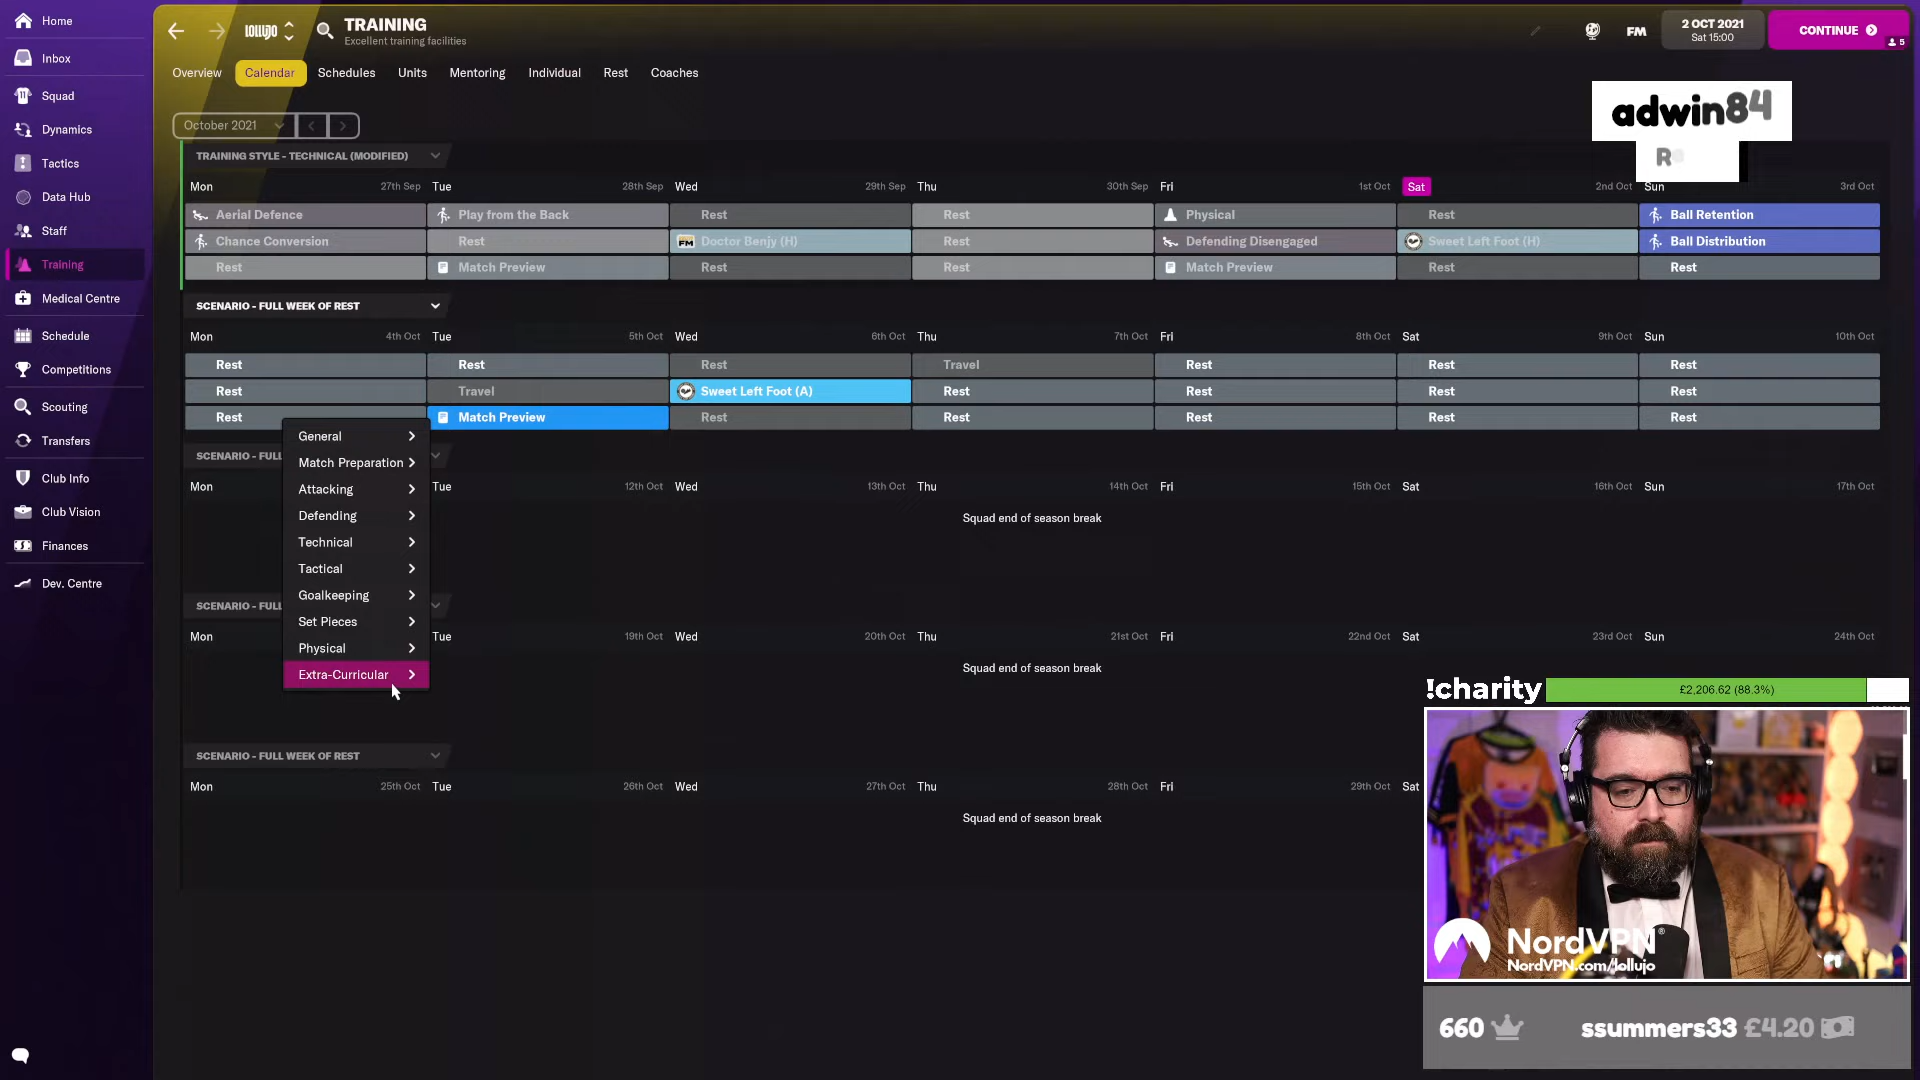 Home
Inbox
Squad
Dynamics
Tactics
Data Hub
Staff
Training
Medical Centre
Schedule
Competitions
Scouting
Transfers
Club Info
Club Vision
Finances
Dev. Centre
lollujo
TRAINING
Excellent training facilities
FM
2 OCT 2021
Sat 15:00
CONTINUE
5
Overview Calendar Schedules Units Mentoring Individual Rest Coaches
adwin84
October 2021
TRAINING STYLE - TECHNICAL (MODIFIED)
Mon 27th Sep Tue 28th Sep Wed 29th Sep Thu 30th Sep Fri 1st Oct Sat 2nd Oct Sun 3rd Oct
Aerial Defence Play from the Back Rest Rest Physical Rest Ball Retention
Chance Conversion Rest FM Doctor Benjy (H) Rest Defending Disengaged Sweet Left Foot (H) Ball Distribution
Rest Match Preview Rest Rest Match Preview Rest Rest
SCENARIO - FULL WEEK OF REST
Mon 4th Oct Tue 5th Oct Wed 6th Oct Thu 7th Oct Fri 8th Oct Sat 9th Oct Sun 10th Oct
Rest Rest Rest Travel Rest Rest Rest
Rest Travel Sweet Left Foot (A) Rest Rest Rest Rest
Rest Match Preview Rest Rest Rest Rest Rest
General
Match Preparation
Attacking
Defending
Technical
Tactical
Goalkeeping
Set Pieces
Physical
Extra-Curricular
SCENARIO - FUL
Mon Tue 12th Oct Wed 13th Oct Thu 14th Oct Fri 15th Oct Sat 16th Oct Sun 17th Oct
Squad end of season break
SCENARIO - FUL
Mon Tue 19th Oct Wed 20th Oct Thu 21st Oct Fri 22nd Oct Sat 23rd Oct Sun 24th Oct
Squad end of season break
SCENARIO - FULL WEEK OF REST
Mon 25th Oct Tue 26th Oct Wed 27th Oct Thu 28th Oct Fri 29th Oct Sat
Squad end of season break
!charity £2,206.62 (88.3%)
NordVPN®
NordVPN.com/lollujo
660 ssummers33 £4.20